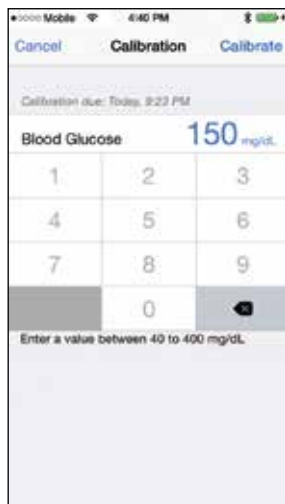 Mobile 4:40 PM
Cancel Calibration Calibrate
Calibration due: Today, 9:23 PM
Blood Glucose 150 mg/dL
1 2 3
4 5 6
7 8 9
0
Enter a value between 40 to 400 mg/dL